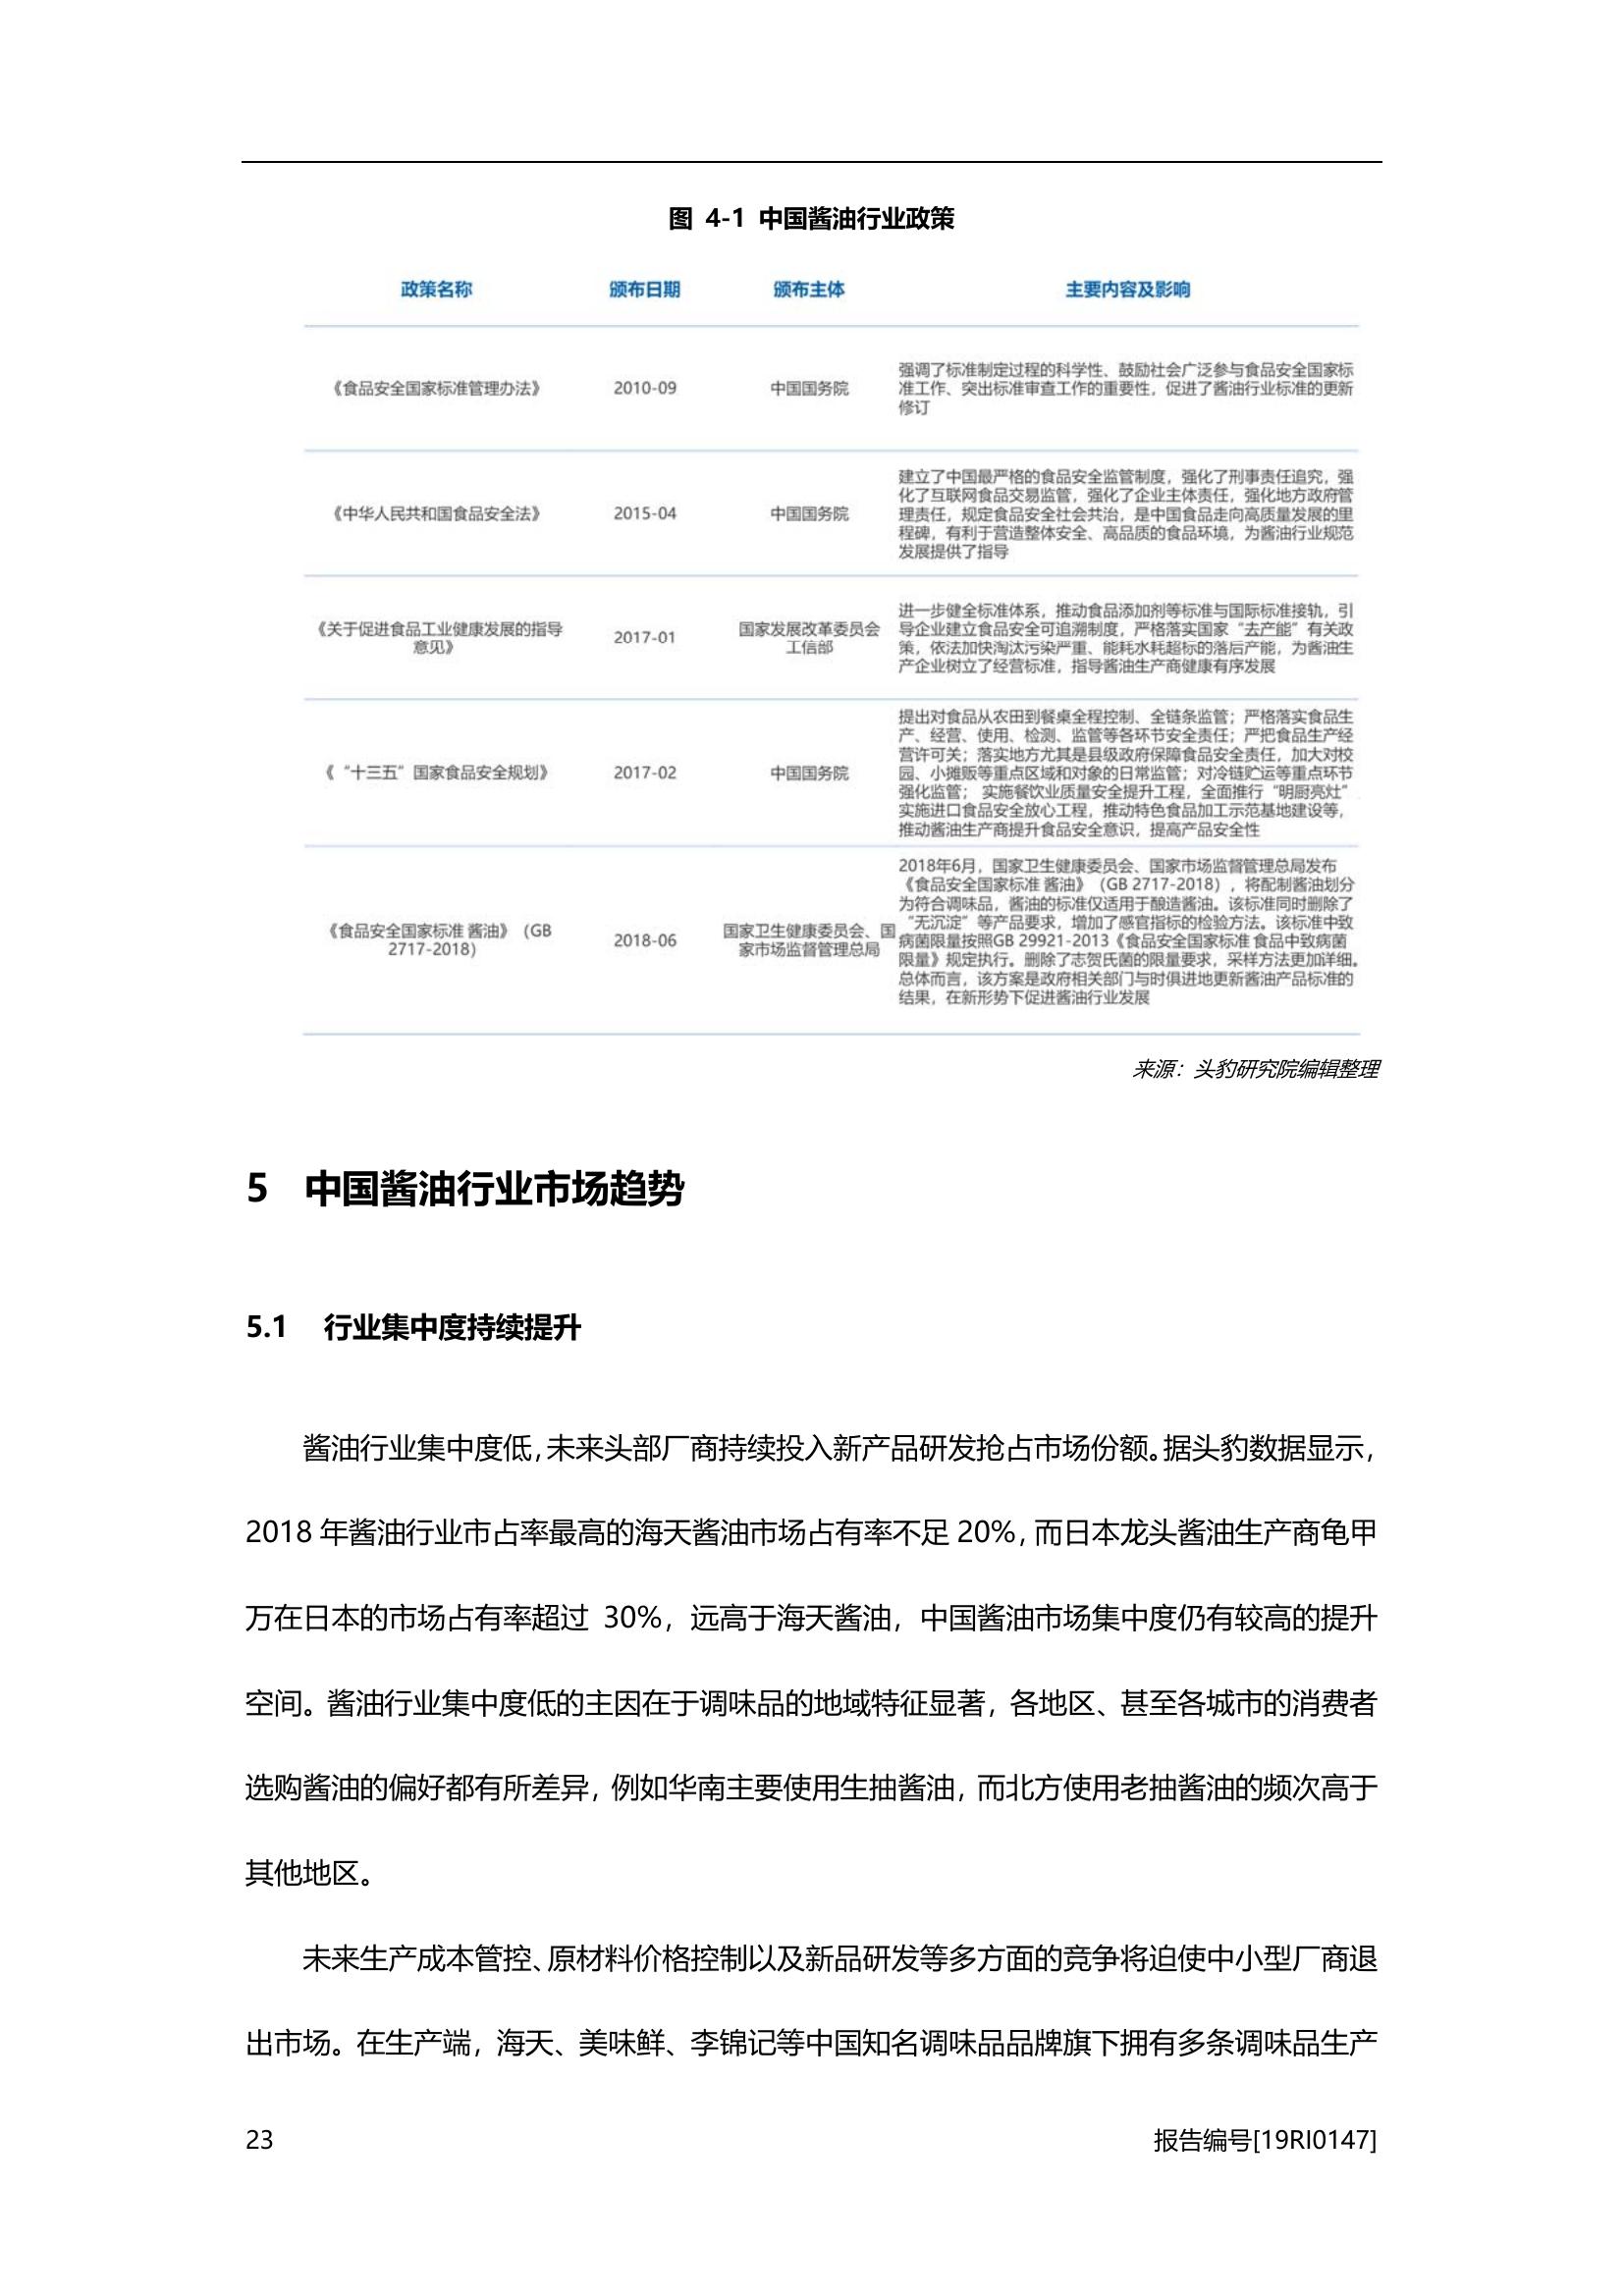 图 4-1 中国酱油行业政策
政策名称 颁布日期 颁布主体 主要内容及影响
《食品安全国家标准管理办法》 2010-09 中国国务院
强调了标准制定过程的科学性、鼓励社会广泛参与食品安全国家标
准工作、突出标准审查工作的重要性，促进了酱油行业标准的更新
修订
《中华人民共和国食品安全法》 2015-04 中国国务院
建立了中国最严格的食品安全监管制度，强化了刑事责任追究，强
化了互联网食品交易监管，强化了企业主体责任，强化地方政府管
理责任，规定食品安全社会共治，是中国食品走向高质量发展的里
程碑，有利于营造整体安全、高品质的食品环境，为酱油行业规范
发展提供了指导
《关于促进食品工业健康发展的指导
意见》
2017-01
国家发展改革委员会
工信部
进一步健全标准体系，推动食品添加剂等标准与国际标准接轨，引
导企业建立食品安全可追溯制度，严格落实国家“去产能”有关政
策，依法加快淘汰污染严重、能耗水耗超标的落后产能，为酱油生
产企业树立了经营标准，指导酱油生产商健康有序发展
《“十三五”国家食品安全规划》 2017-02 中国国务院
提出对食品从农田到餐桌全程控制、全链条监管；严格落实食品生
产、经营、使用、检测、监管等各环节安全责任；严把食品生产经
营许可关；落实地方尤其是县级政府保障食品安全责任，加大对校
园、小摊贩等重点区域和对象的日常监管；对冷链贮运等重点环节
强化监管； 实施餐饮业质量安全提升工程，全面推行“明厨亮灶”
实施进口食品安全放心工程，推动特色食品加工示范基地建设等，
推动酱油生产商提升食品安全意识，提高产品安全性
《食品安全国家标准 酱油》（GB
2717-2018）
2018-06
国家卫生健康委员会、国
家市场监督管理总局
2018年6月，国家卫生健康委员会、国家市场监督管理总局发布
《食品安全国家标准 酱油》（GB 2717-2018），将配制酱油划分
为符合调味品，酱油的标准仅适用于酿造酱油。该标准同时删除了
“无沉淀”等产品要求，增加了感官指标的检验方法。该标准中致
病菌限量按照GB 29921-2013《食品安全国家标准 食品中致病菌
限量》规定执行。删除了志贺氏菌的限量要求，采样方法更加详细。
总体而言，该方案是政府相关部门与时俱进地更新酱油产品标准的
结果，在新形势下促进酱油行业发展
来源：头豹研究院编辑整理
5 中国酱油行业市场趋势
5.1 行业集中度持续提升
酱油行业集中度低，未来头部厂商持续投入新产品研发抢占市场份额。据头豹数据显示，
2018 年酱油行业市占率最高的海天酱油市场占有率不足 20%，而日本龙头酱油生产商龟甲
万在日本的市场占有率超过 30%，远高于海天酱油，中国酱油市场集中度仍有较高的提升
空间。酱油行业集中度低的主因在于调味品的地域特征显著，各地区、甚至各城市的消费者
选购酱油的偏好都有所差异，例如华南主要使用生抽酱油，而北方使用老抽酱油的频次高于
其他地区。
未来生产成本管控、原材料价格控制以及新品研发等多方面的竞争将迫使中小型厂商退
出市场。在生产端，海天、美味鲜、李锦记等中国知名调味品品牌旗下拥有多条调味品生产
23 报告编号[19RI0147]